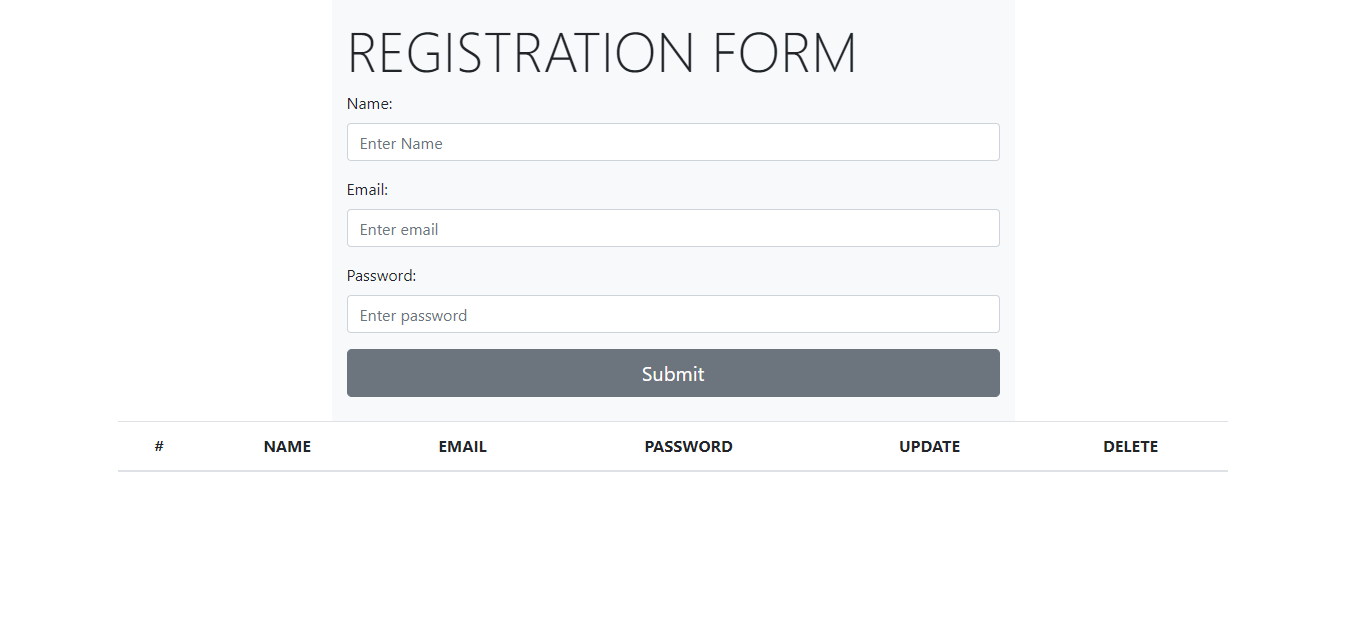 REGISTRATION FORM
Name:
Enter Name
Email:
Enter email
Password:
Enter password
Submit
# NAME EMAIL PASSWORD UPDATE DELETE